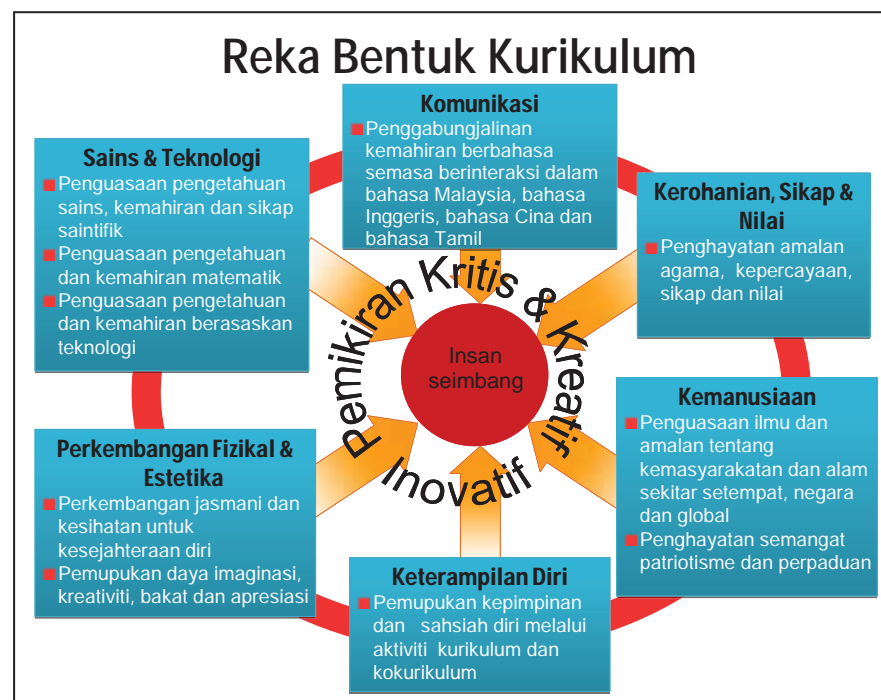 Reka Bentuk Kurikulum
Komunikasi
Penggabungjalinan
kemahiran berbahasa
semasa berinteraksi dalam
bahasa Malaysia, bahasa
Inggeris, bahasa Cina dan
bahasa Tamil
Sains & Teknologi
Penguasaan pengetahuan
sains, kemahiran dan sikap
saintifik
Penguasaan pengetahuan
dan kemahiran matematik
Penguasaan pengetahuan
dan kemahiran berasaskan
teknologi
Kerohanian, Sikap &
Nilai
Penghayatan amalan
agama, kepercayaan,
sikap dan nilai
Pemikiran Kritis & Kreatif
Inovatif
Insan
seimbang
Perkembangan Fizikal &
Estetika
Perkembangan jasmani dan
kesihatan untuk
kesejahteraan diri
Pemupukan daya imaginasi,
kreativiti, bakat dan apresiasi
Kemanusiaan
Penguasaan ilmu dan
amalan tentang
kemasyarakatan dan alam
sekitar setempat, negara
dan global
Penghayatan semangat
patriotisme dan perpaduan
Keterampilan Diri
Pemupukan kepimpinan
dan sahsiah diri melalui
aktiviti kurikulum dan
kokurikulum